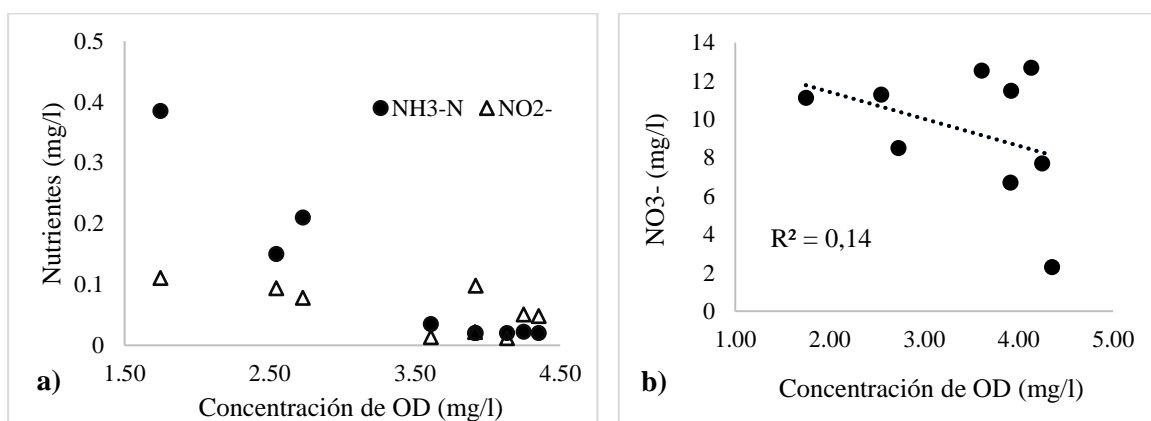 0.5
0.4
0.3
0.2
0.1
0
Nutrientes (mg/l)
NH3-N NO2-
1.50 2.50 3.50 4.50
a)
Concentración de OD (mg/l)
14
12
10
8
6
4
2
0
NO3- (mg/l)
R² = 0,14
1.00 2.00 3.00 4.00 5.00
b)
Concentración de OD (mg/l)